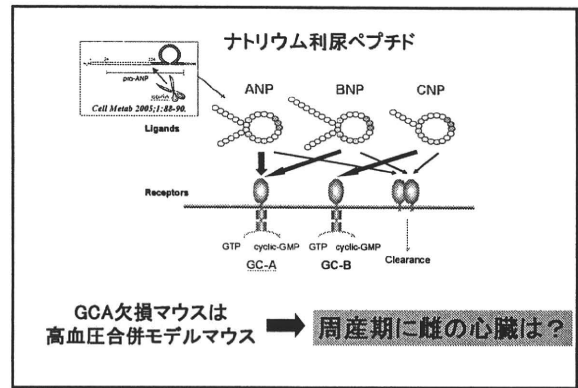 ナトリウム利尿ペプチド
pro-ANP
Cell Metab 2005;1:88-90.
Ligands
ANP BNP CNP
Receptors
GTP cyclic-GMP GTP cyclic-GMP
GC-A GC-B Clearance
GCA欠損マウスは
高血圧合併モデルマウス
周産期に雌の心臓は?